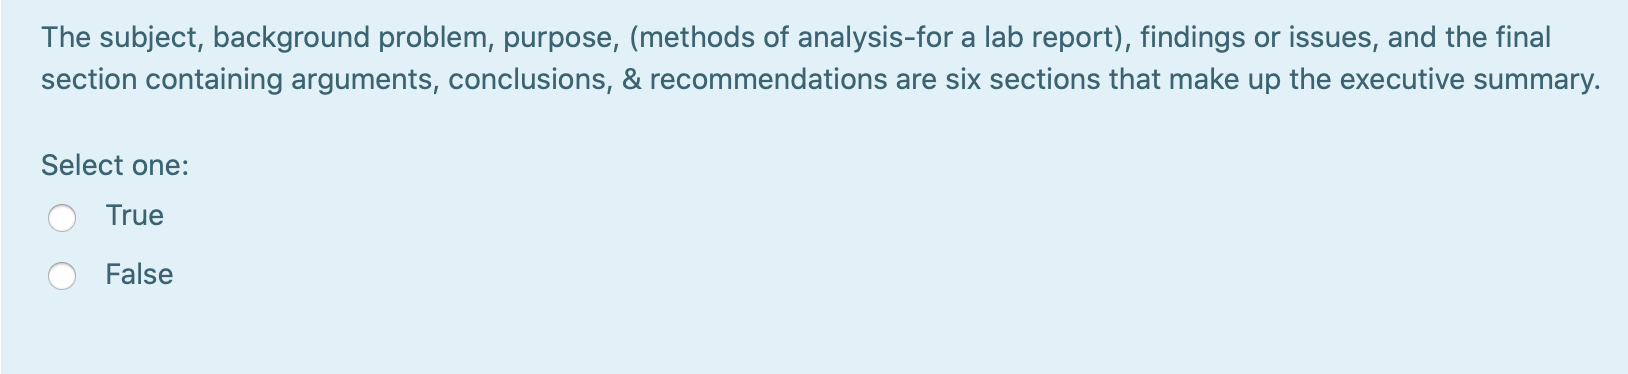 The subject, background problem, purpose, (methods of analysis-for a lab report), findings or issues, and the final
section containing arguments, conclusions, & recommendations are six sections that make up the executive summary.
Select one:
True
False